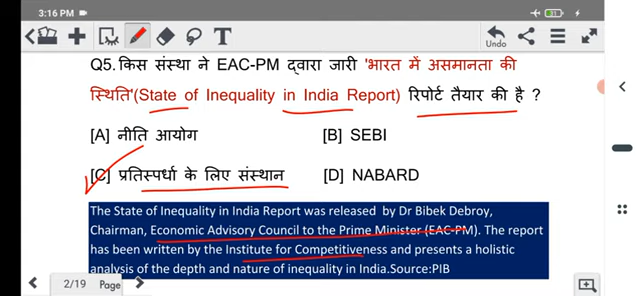 3:16 PM
31
Undo
Q5. किस संस्था ने EAC-PM द्वारा जारी 'भारत में असमानता की
स्थिति'(State of Inequality in India Report) रिपोर्ट तैयार की है ?
[A] नीति आयोग [B] SEBI
[C] प्रतिस्पर्धा के लिए संस्थान [D] NABARD
The State of Inequality in India Report was released by Dr Bibek Debroy,
Chairman, Economic Advisory Council to the Prime Minister (EAC-PM). The report
has been written by the Institute for Competitiveness and presents a holistic
analysis of the depth and nature of inequality in India.Source:PIB
2/19 Page